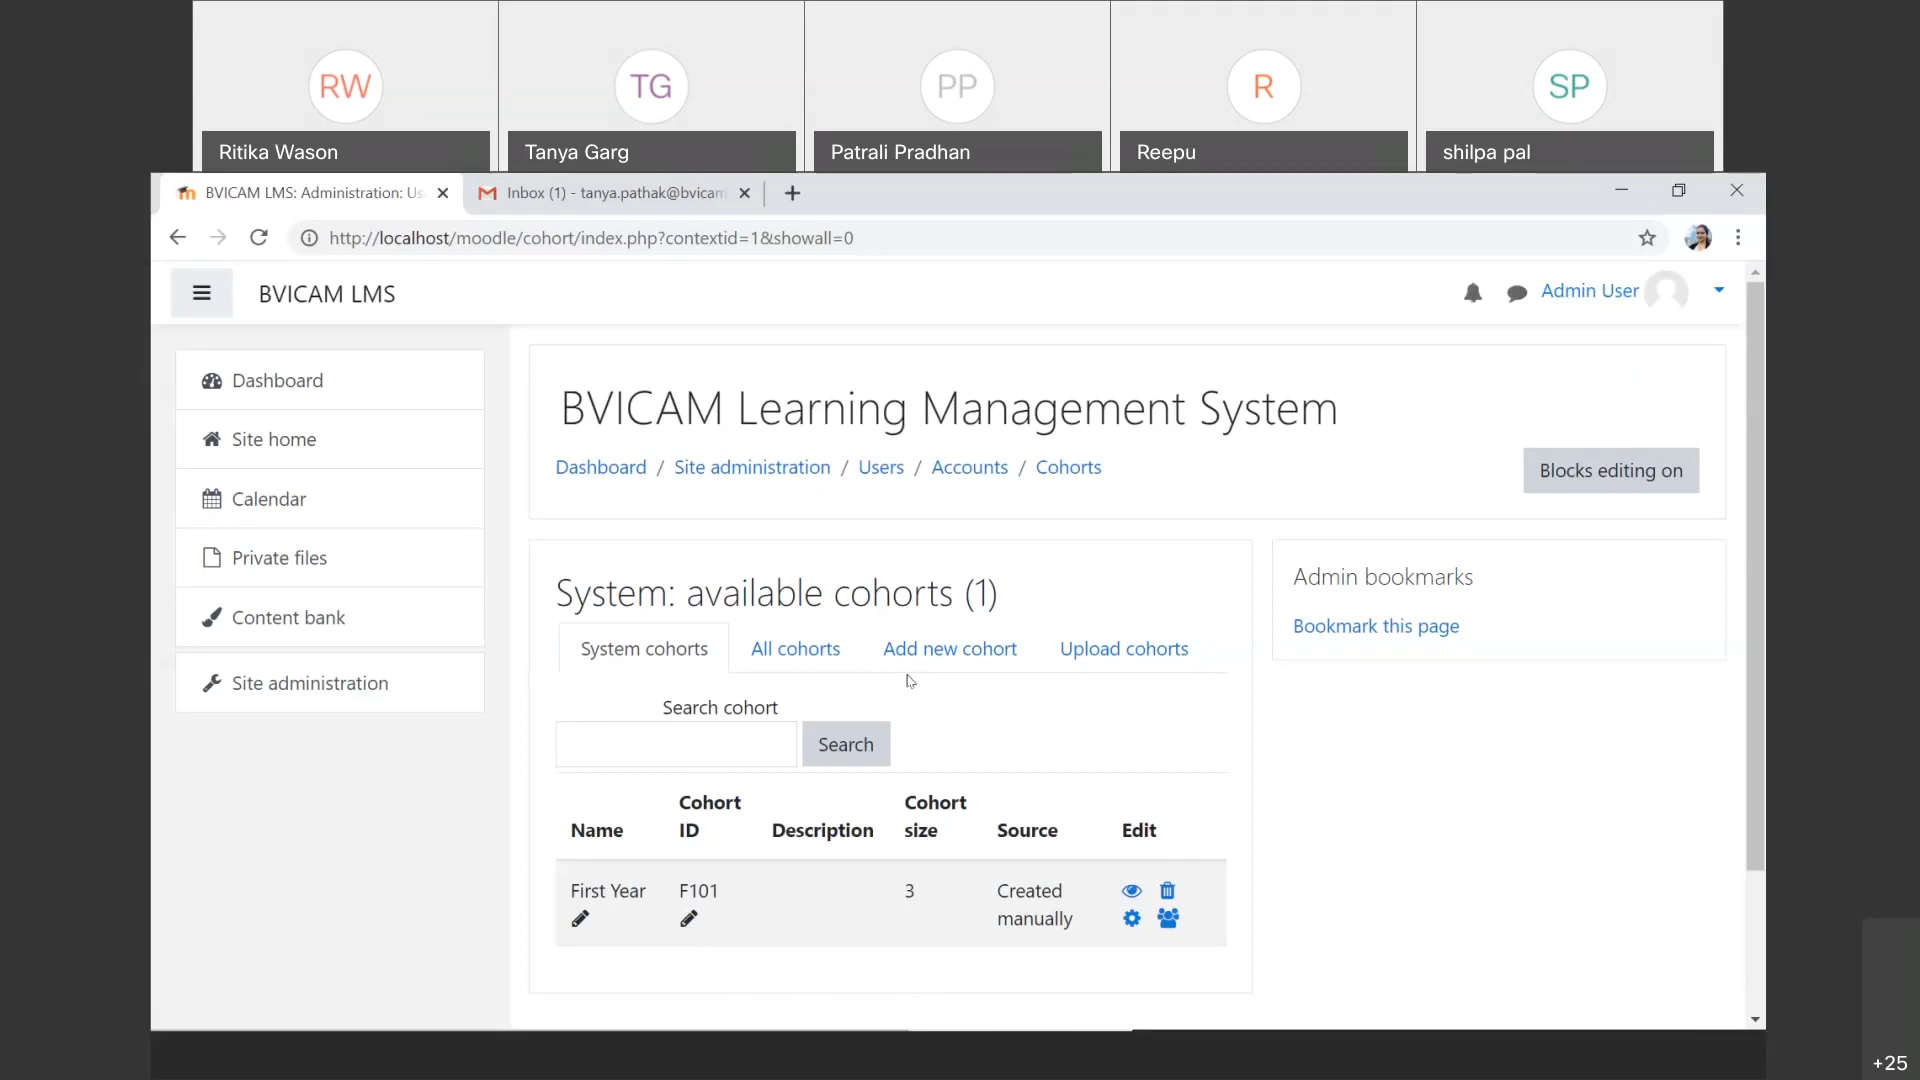 RW
TG
PP
R
SP
Ritika Wason
Tanya Garg
Patrali Pradhan
Reepu
shilpa pal
BVICAM LMS: Administration: Us
Inbox (1) - tanya.pathak@bvicam
http://localhost/moodle/cohort/index.php?contextid=1&showall=0
BVICAM LMS
Admin User
Dashboard
Site home
Calendar
Private files
Content bank
Site administration
BVICAM Learning Management System
Dashboard / Site administration / Users / Accounts / Cohorts
Blocks editing on
System: available cohorts (1)
System cohorts All cohorts Add new cohort Upload cohorts
Search cohort
Search
Name Cohort ID Description Cohort size Source Edit
First Year F101 3 Created manually
Admin bookmarks
Bookmark this page
+25